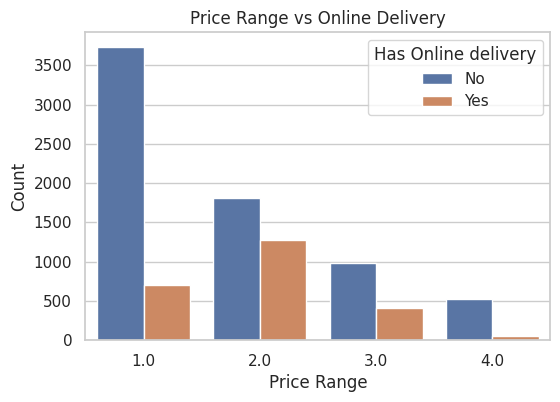 Price Range vs Online Delivery
Has Online delivery
No
Yes
Count
3500
3000
2500
2000
1500
1000
500
0
1.0 2.0 3.0 4.0
Price Range